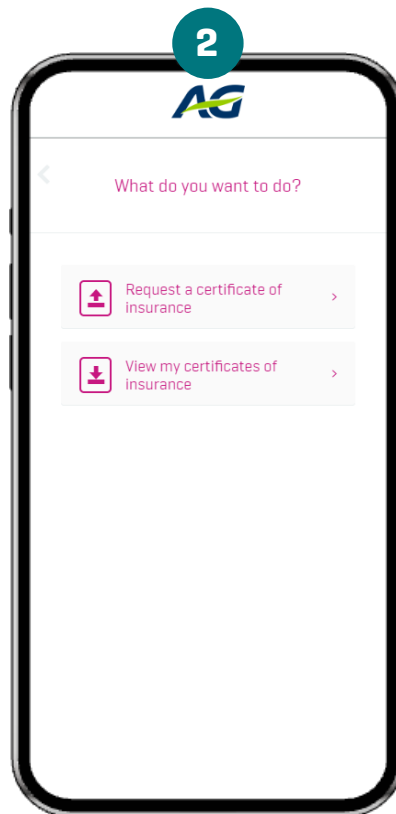 2
AG
What do you want to do?
Request a certificate of
insurance
View my certificates of
insurance